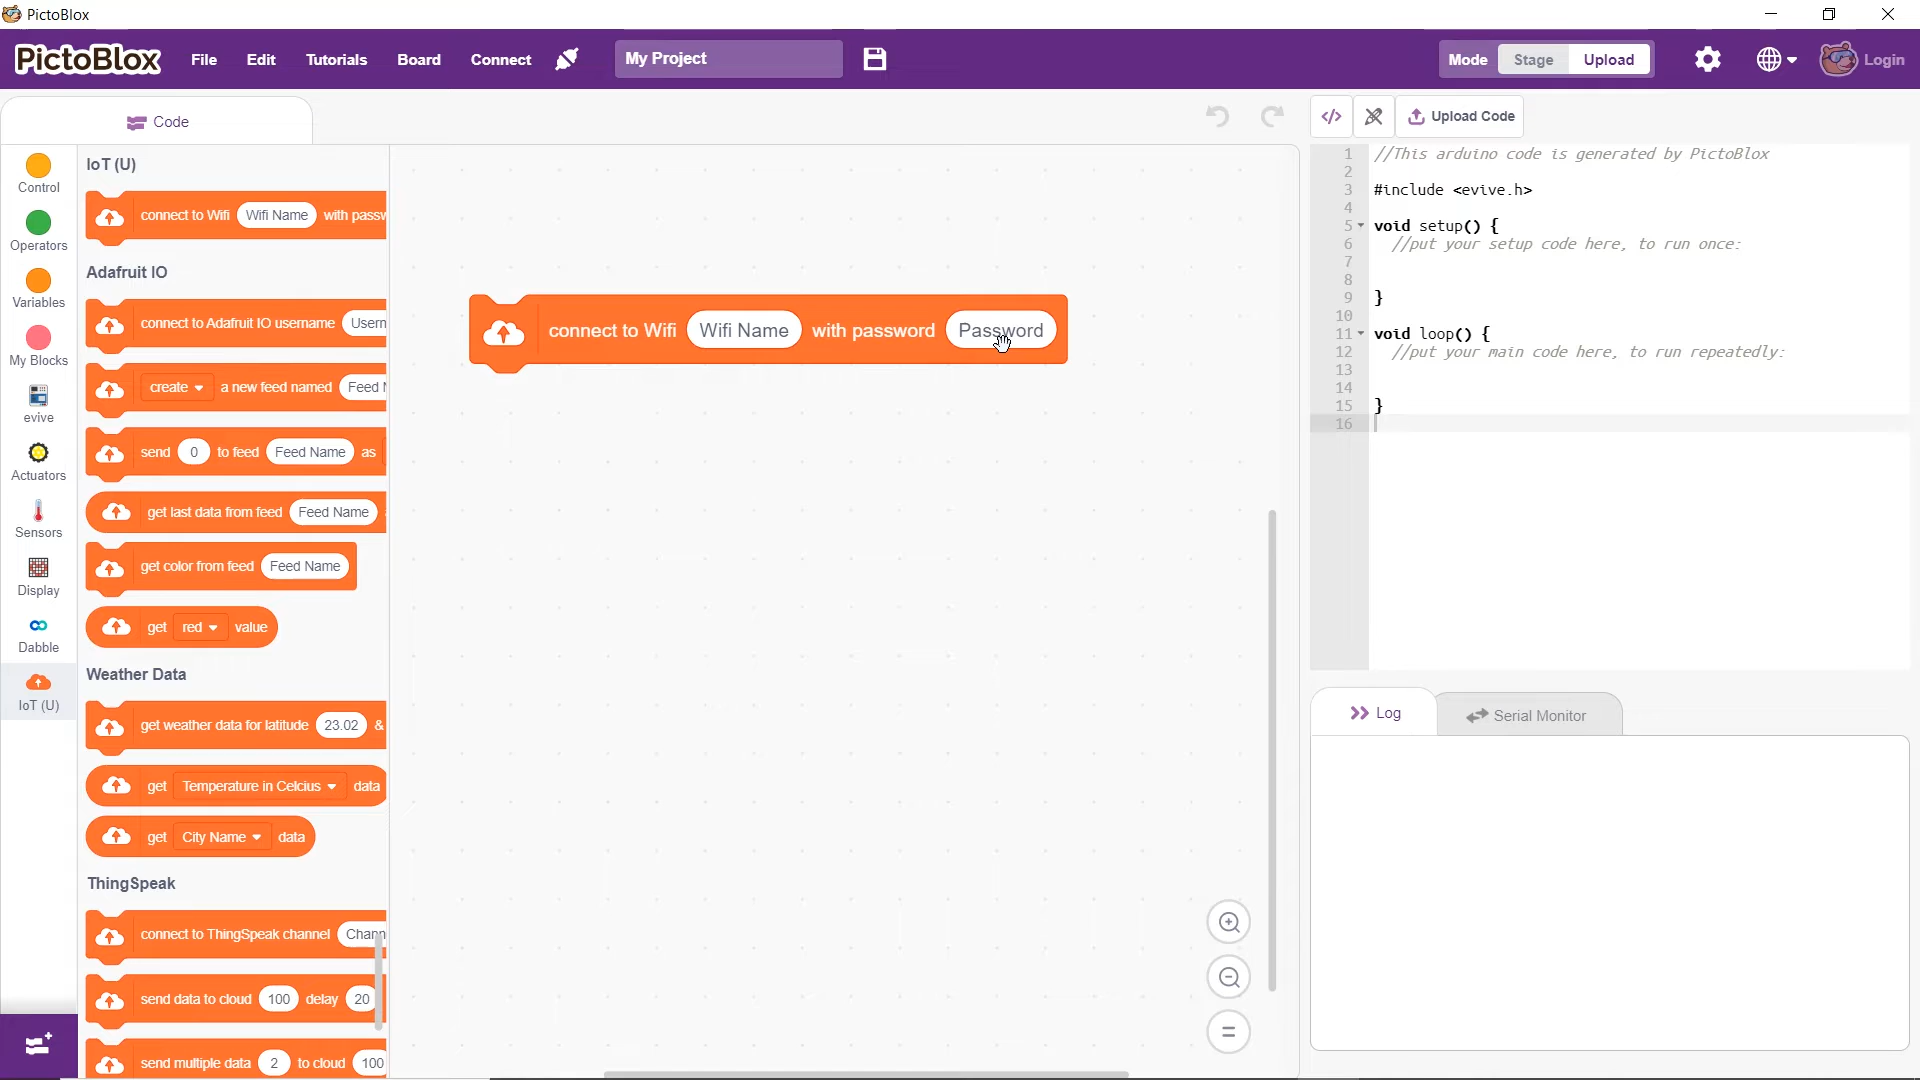 PictoBlox
PictoBlox File Edit Tutorials Board Connect My Project Mode Stage Upload Login
Code
Upload Code
Control
Operators
Variables
My Blocks
evive
Actuators
Sensors
Display
Dabble
IoT (U)
IoT (U)
connect to Wifi Wifi Name with passw
Adafruit IO
connect to Adafruit IO username Usern
create a new feed named Feed
send 0 to feed Feed Name as
get last data from feed Feed Name
get color from feed Feed Name
get red value
Weather Data
get weather data for latitude 23.02 &
get Temperature in Celcius data
get City Name data
ThingSpeak
connect to ThingSpeak channel Chann
send data to cloud 100 delay 20
send multiple data 2 to cloud 100
connect to Wifi Wifi Name with password Password
=
1 //This arduino code is generated by PictoBlox
2
3 #include <evive.h>
4
5 void setup() {
6 //put your setup code here, to run once:
7
8
9 }
10
11 void loop() {
12 //put your main code here, to run repeatedly:
13
14
15 }
16
Log Serial Monitor